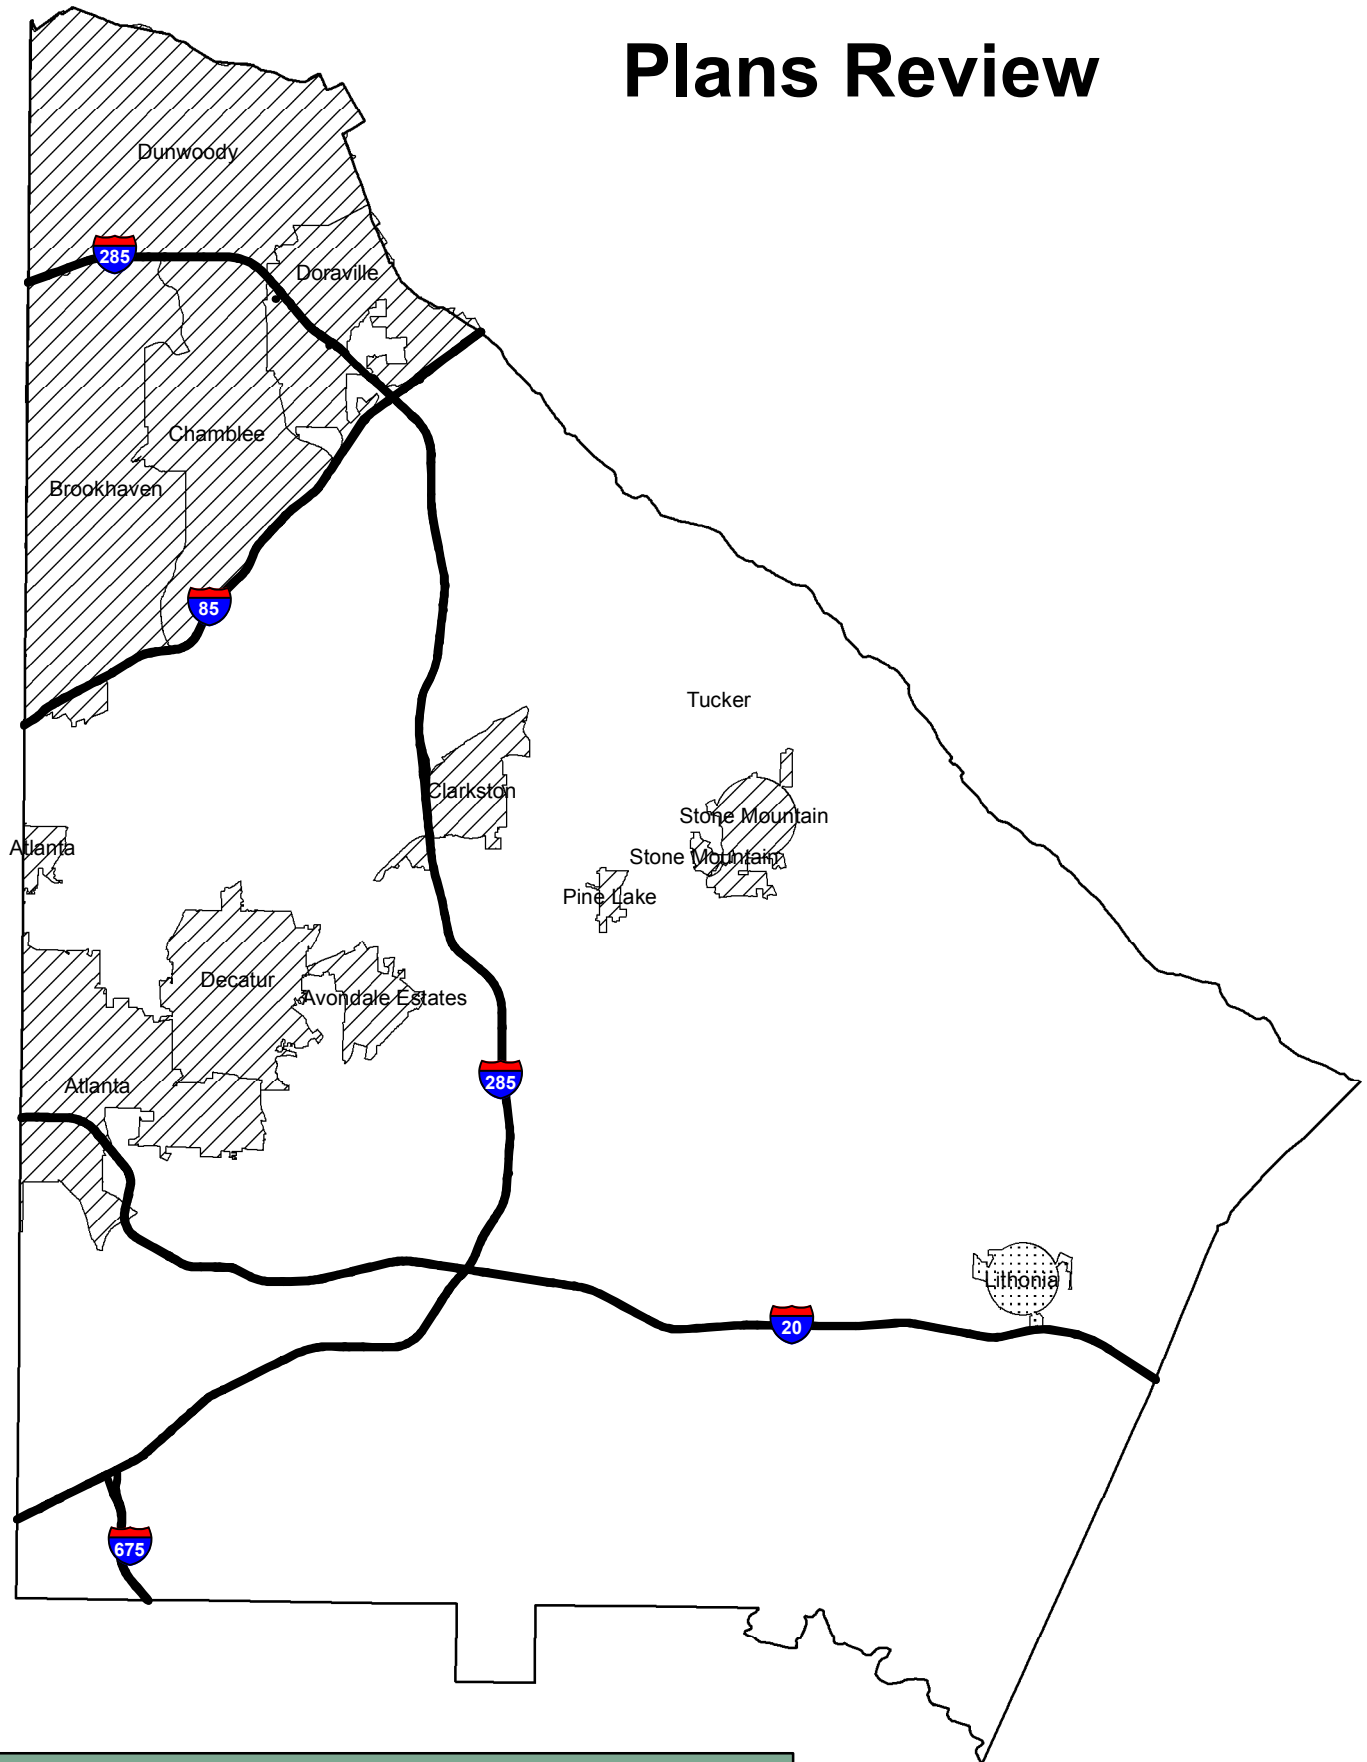 Plans Review
Dunwoody
285
Doraville
Chamblee
Brookhaven
85
Tucker
Clarkston
Stone Mountain
Atlanta
Stone Mountain
Pine Lake
Decatur
Avondale Estates
285
Atlanta
Lithonia
20
675